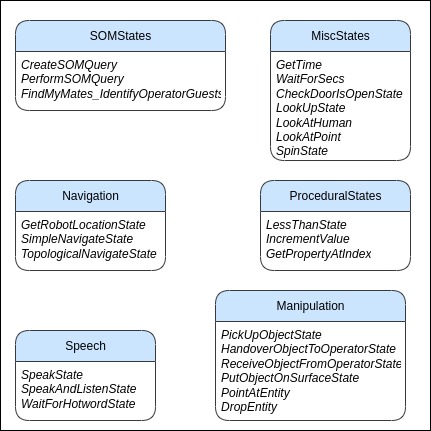 SOMStates
CreateSOMQuery
PerformSOMQuery
FindMyMates_IdentifyOperatorGuests
MiscStates
GetTime
WaitForSecs
CheckDoorIsOpenState
LookUpState
LookAtHuman
LookAtPoint
SpinState
Navigation
GetRobotLocationState
SimpleNavigateState
TopologicalNavigateState
ProceduralStates
LessThanState
IncrementValue
GetPropertyAtIndex
Speech
SpeakState
SpeakAndListenState
WaitForHotwordState
Manipulation
PickUpObjectState
HandoverObjectToOperatorState
ReceiveObjectFromOperatorState
PutObjectOnSurfaceState
PointAtEntity
DropEntity